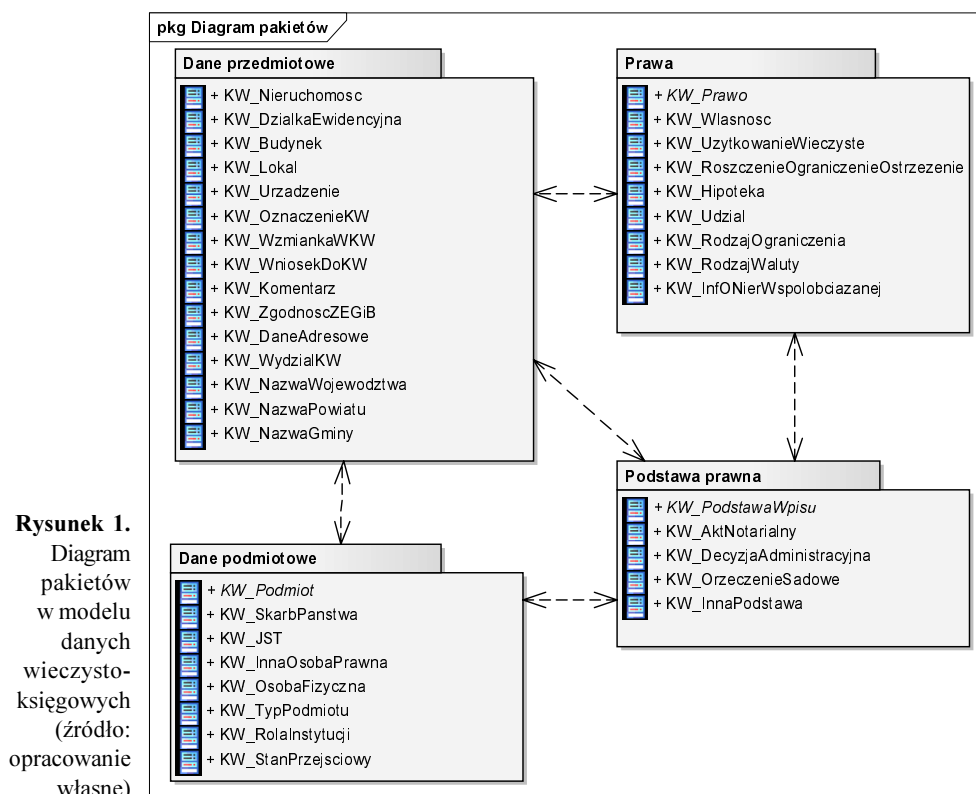 pkg Diagram pakietów
Dane przedmiotowe
+ KW_Nieruchomosc
+ KW_DzialkaEwidencyjna
+ KW_Budynek
+ KW_Lokal
+ KW_Urzadzenie
+ KW_OznaczenieKW
+ KW_WzmiankaWKW
+ KW_WniosekDoKW
+ KW_Komentarz
+ KW_ZgodnoscZEGiB
+ KW_DaneAdresowe
+ KW_WydzialKW
+ KW_NazwaWojewodztwa
+ KW_NazwaPowiatu
+ KW_NazwaGminy
Prawa
+ KW_Prawo
+ KW_Wlasnosc
+ KW_UzytkowanieWieczyste
+ KW_RoszczenieOgraniczenieOstrzezenie
+ KW_Hipoteka
+ KW_Udzial
+ KW_RodzajOgraniczenia
+ KW_RodzajWaluty
+ KW_InfONierWspolobciazanej
Podstawa prawna
+ KW_PodstawaWpisu
+ KW_AktNotarialny
+ KW_DecyzjaAdministracyjna
+ KW_OrzeczenieSadowe
+ KW_InnaPodstawa
Dane podmiotowe
+ KW_Podmiot
+ KW_SkarbPanstwa
+ KW_JST
+ KW_InnaOsobaPrawna
+ KW_OsobaFizyczna
+ KW_TypPodmiotu
+ KW_RolaInstytucji
+ KW_StanPrzejsciowy
Rysunek 1.
Diagram
pakietów
w modelu
danych
wieczysto-
księgowych
(źródło:
opracowanie
własne)